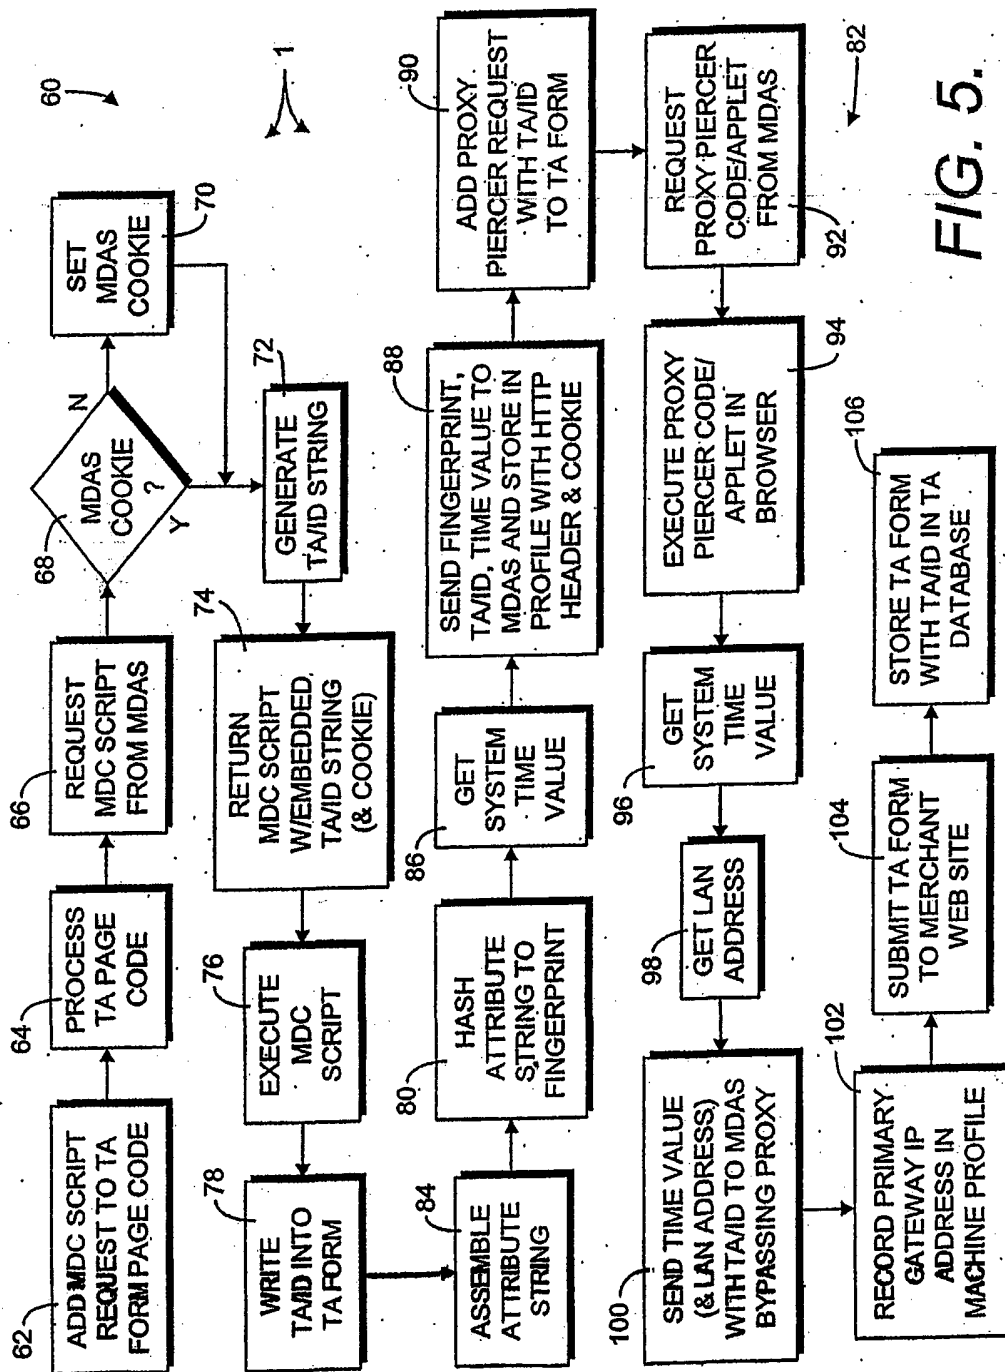 60
1
62
ADD MDC SCRIPT
REQUEST TO TA
FORM PAGE CODE
64
PROCESS
TA PAGE
CODE
66
REQUEST
MDC SCRIPT
FROM MDAS
68
MDAS
COOKIE
?
N
Y
70
SET
MDAS
COOKIE
72
GENERATE
TA/ID STRING
74
RETURN
MDC SCRIPT
W/EMBEDDED
TA/ID STRING
(& COOKIE)
76
EXECUTE
MDC
SCRIPT
78
WRITE
TA/ID INTO
TA FORM
84
ASSEMBLE
ATTRIBUTE
STRING
80
HASH
ATTRIBUTE
STRING TO
FINGERPRINT
86
GET
SYSTEM
TIME
VALUE
88
SEND FINGERPRINT,
TA/ID, TIME VALUE TO
MDAS AND STORE IN
PROFILE WITH HTTP
HEADER & COOKIE
90
ADD PROXY
PIERCER REQUEST
WITH TA/ID
TO TA FORM
92
REQUEST
PROXY PIERCER
CODE/APPLET
FROM MDAS
94
EXECUTE PROXY
PIERCER CODE/
APPLET IN
BROWSER
96
GET
SYSTEM
TIME
VALUE
98
GET LAN
ADDRESS
100
SEND TIME VALUE
(& LAN ADDRESS)
WITH TA/ID TO MDAS
BYPASSING PROXY
102
RECORD PRIMARY
GATEWAY IP
ADDRESS IN
MACHINE PROFILE
104
SUBMIT TA FORM
TO MERCHANT
WEB SITE
106
STORE TA FORM
WITH TA/ID IN TA
DATABASE
82
FIG. 5.